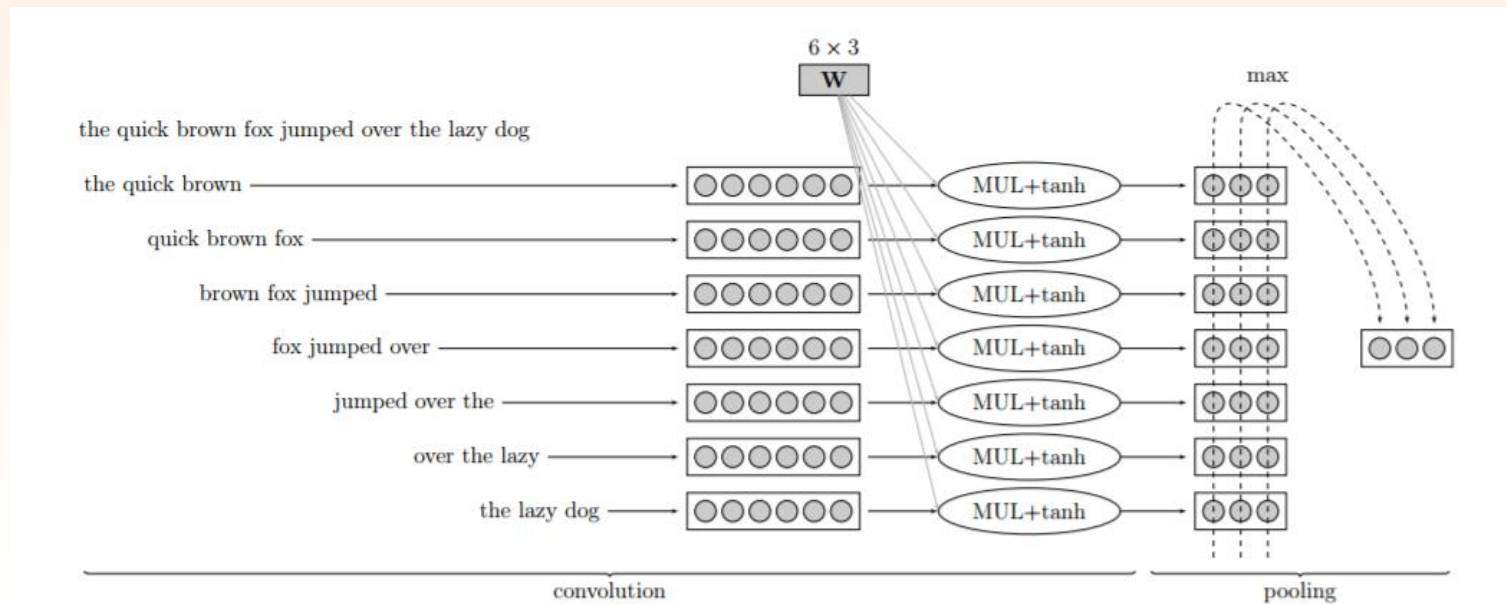 6 × 3
W
max
the quick brown fox jumped over the lazy dog
the quick brown
MUL+tanh
quick brown fox
MUL+tanh
brown fox jumped
MUL+tanh
fox jumped over
MUL+tanh
jumped over the
MUL+tanh
over the lazy
MUL+tanh
the lazy dog
MUL+tanh
convolution
pooling